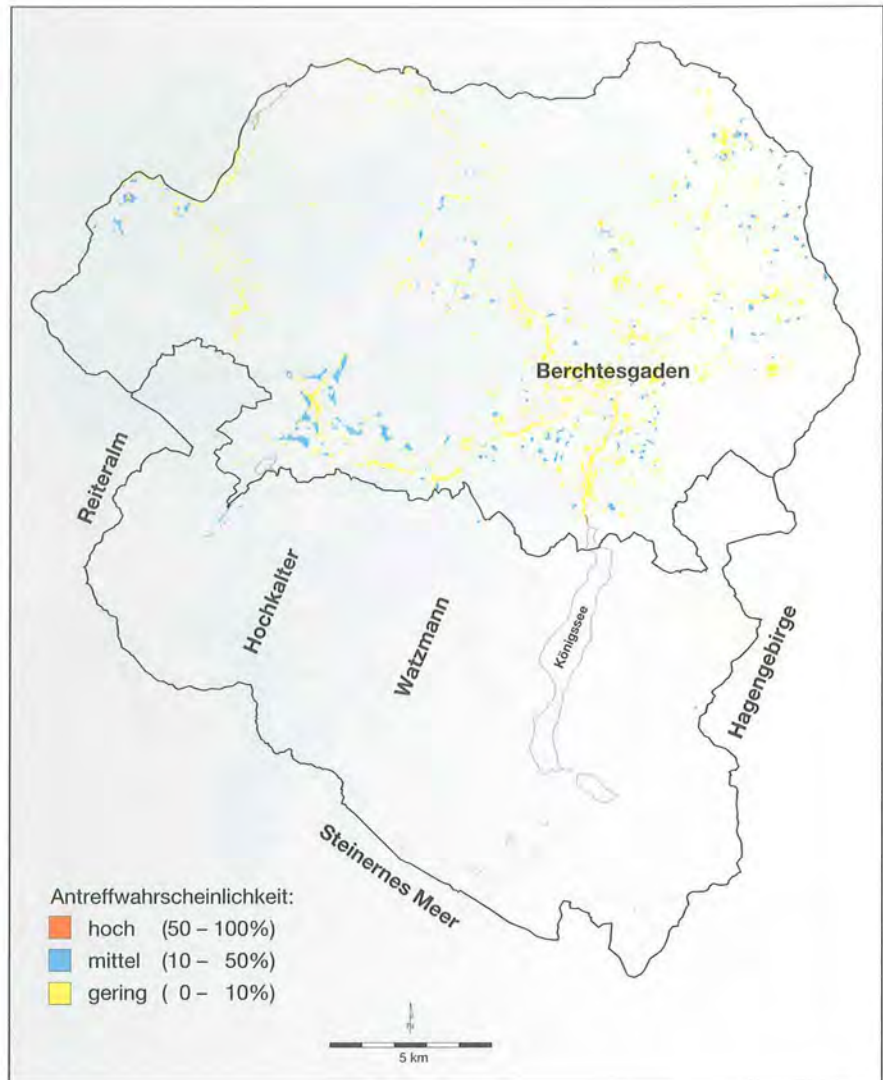 Berchtesgaden
Reiteralm
Hochkalter
Watzmann
Königssee
Hagengebirge
Steinernes Meer
Antreffwahrscheinlichkeit:
hoch (50 – 100%)
mittel (10 – 50%)
gering ( 0 – 10%)
5 km